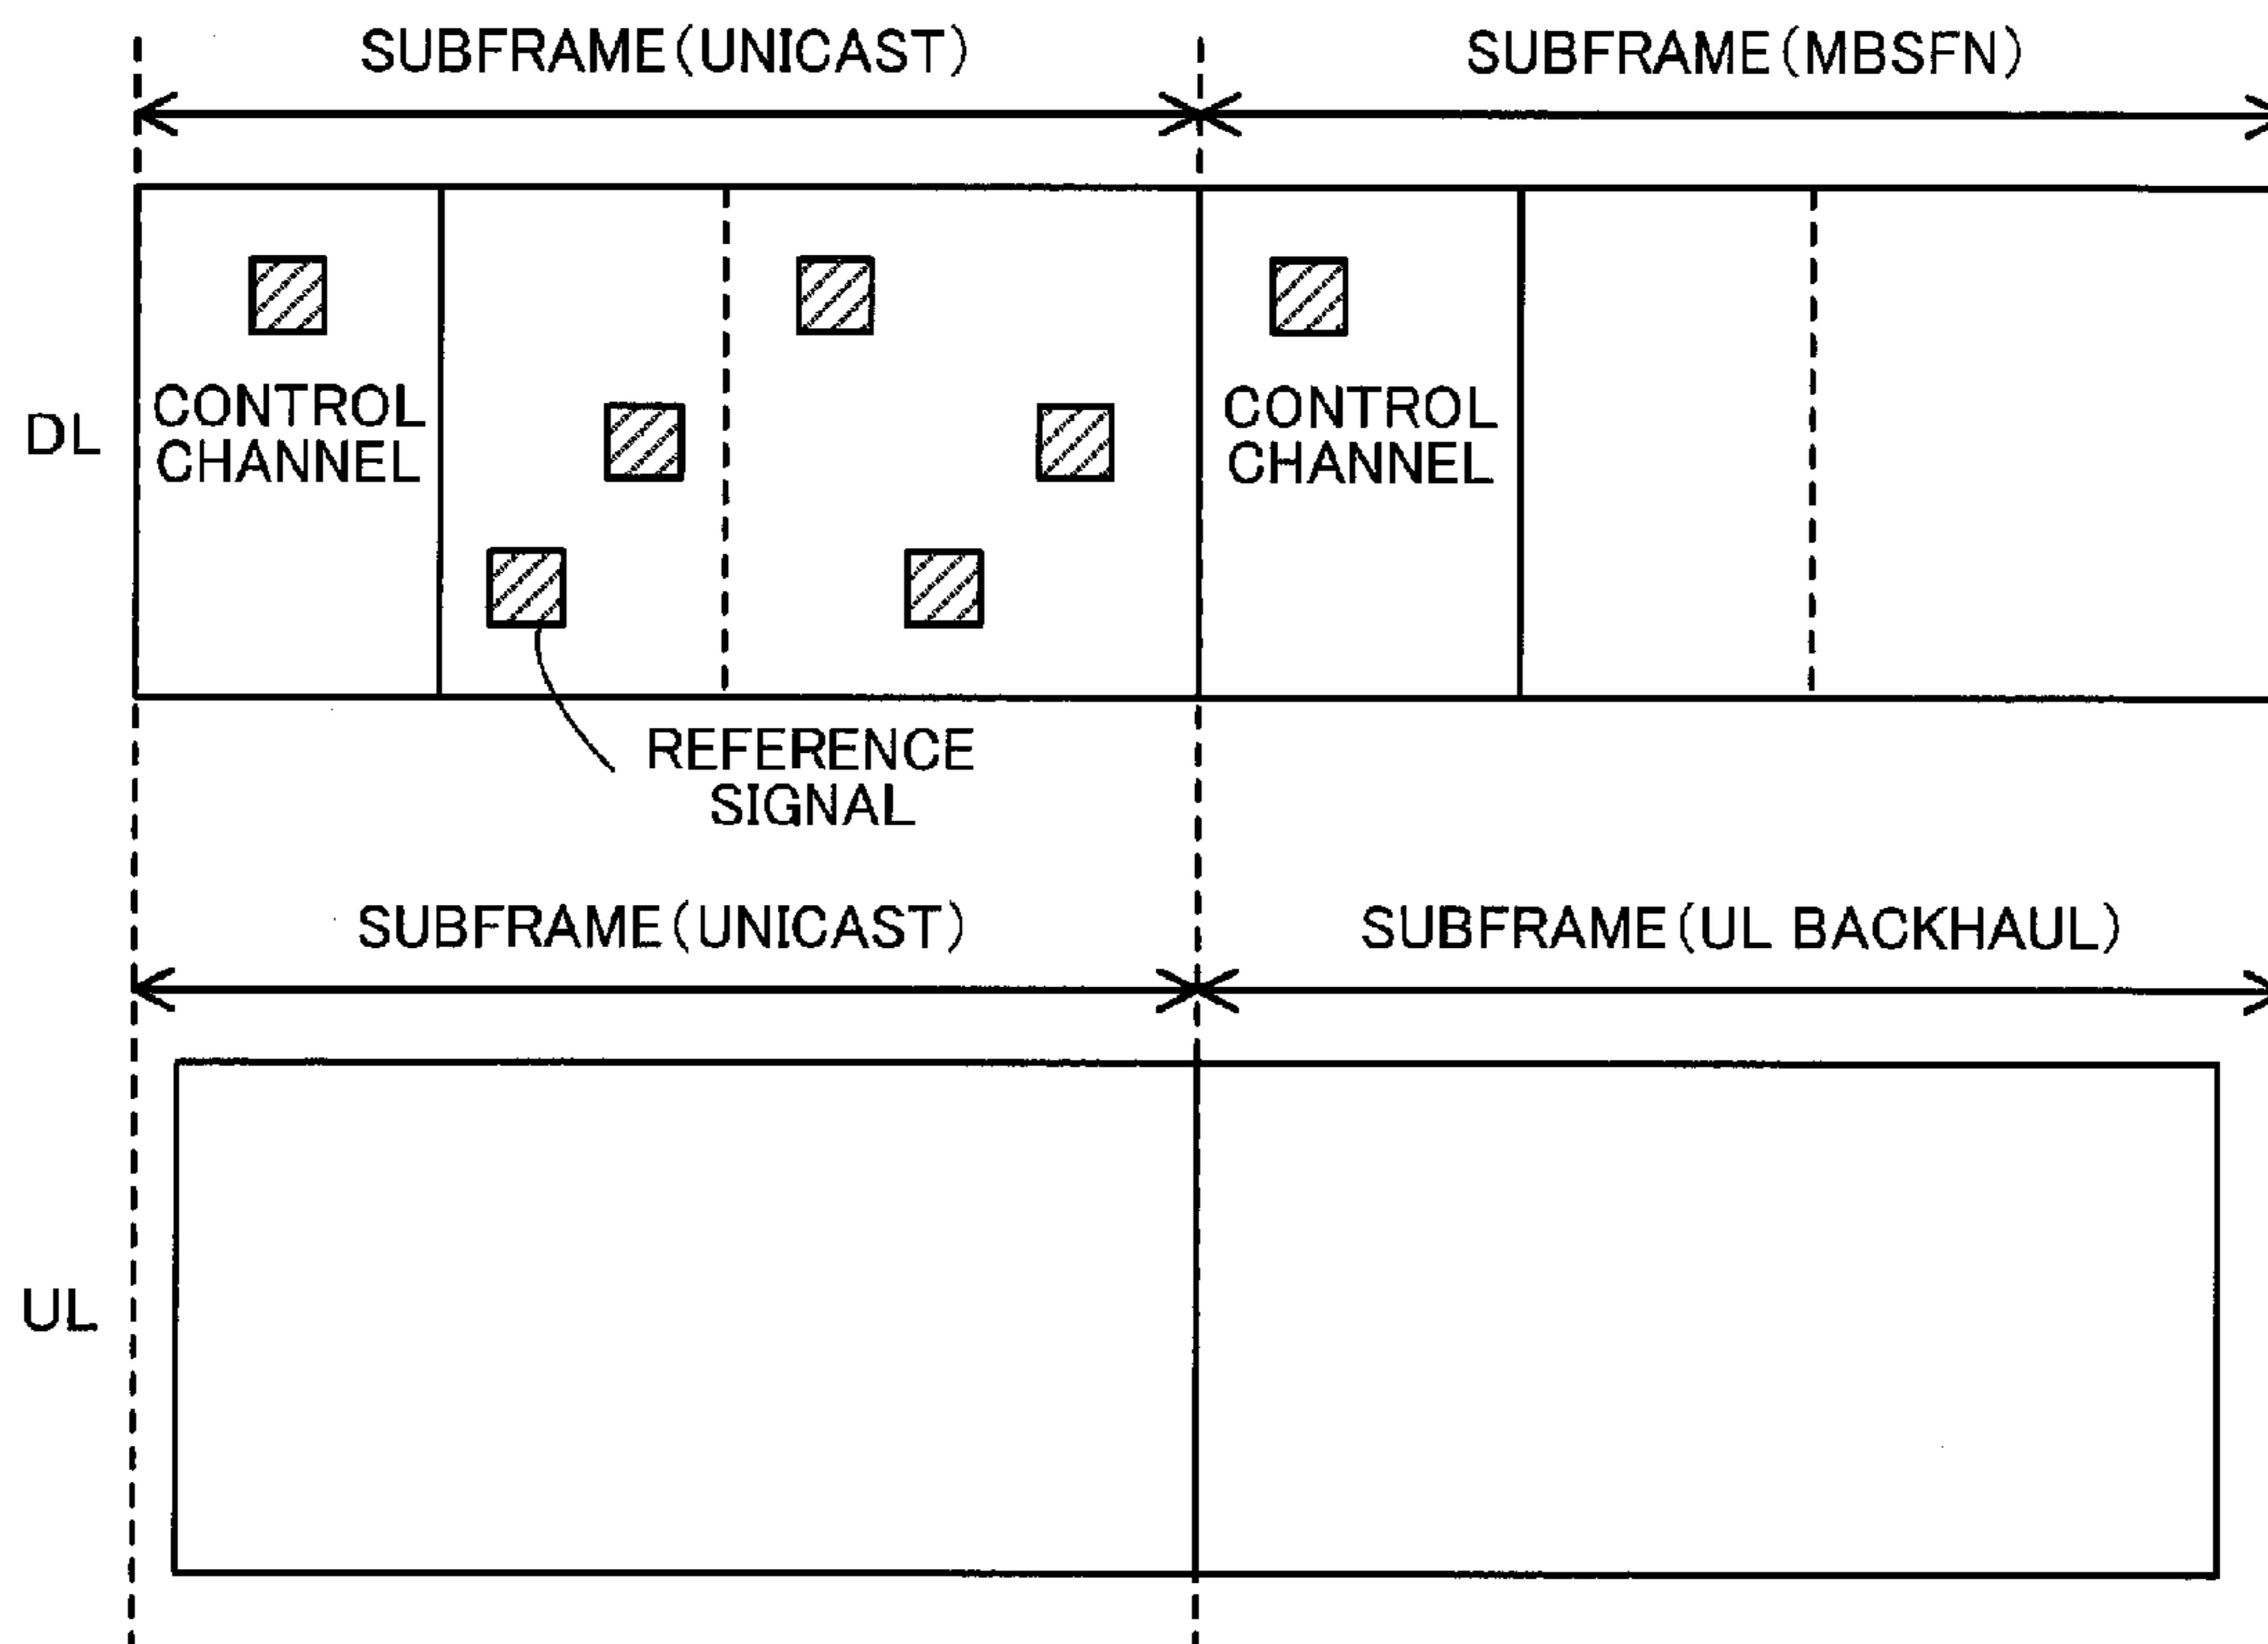 SUBFRAME(UNICAST)
SUBFRAME(MBSFN)
DL
CONTROL
CHANNEL
CONTROL
CHANNEL
REFERENCE
SIGNAL
SUBFRAME(UNICAST)
SUBFRAME(UL BACKHAUL)
UL